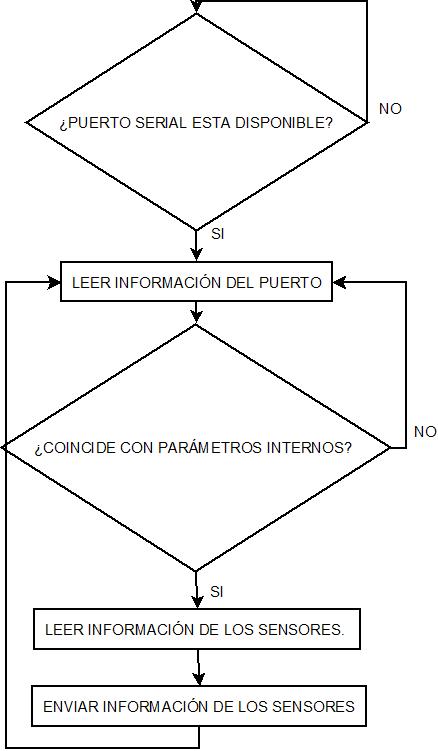 ¿PUERTO SERIAL ESTA DISPONIBLE?
NO
SI
LEER INFORMACIÓN DEL PUERTO
¿COINCIDE CON PARÁMETROS INTERNOS?
NO
SI
LEER INFORMACIÓN DE LOS SENSORES.
ENVIAR INFORMACIÓN DE LOS SENSORES